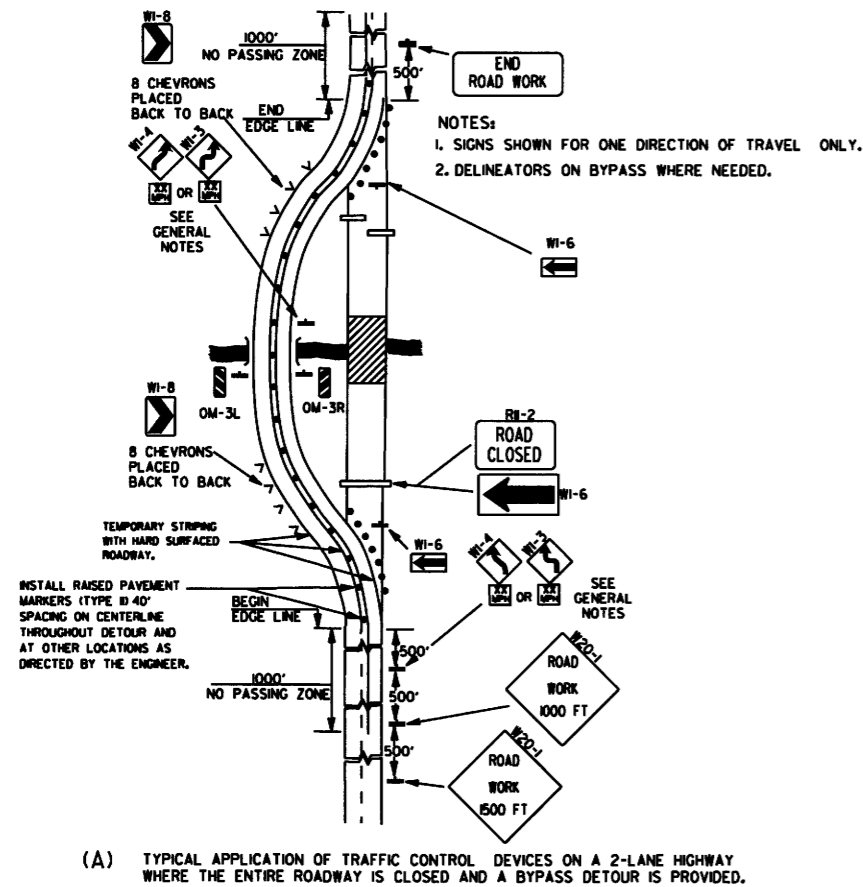 W1-8
1000'
NO PASSING ZONE
500'
END
ROAD WORK
8 CHEVRONS
PLACED
BACK TO BACK
END
EDGE LINE
NOTES:
1. SIGNS SHOWN FOR ONE DIRECTION OF TRAVEL ONLY.
2. DELINEATORS ON BYPASS WHERE NEEDED.
W1-4
W1-3
XX
MPH
OR
XX
MPH
SEE
GENERAL
NOTES
W1-6
OM-3L
OM-3R
W1-8
8 CHEVRONS
PLACED
BACK TO BACK
R11-2
ROAD
CLOSED
W1-6
TEMPORARY STRIPING
WITH HARD SURFACED
ROADWAY.
W1-6
W1-4
W1-3
XX
MPH
OR
XX
MPH
SEE
GENERAL
NOTES
INSTALL RAISED PAVEMENT
MARKERS (TYPE II) 40'
SPACING ON CENTERLINE
THROUGHOUT DETOUR AND
AT OTHER LOCATIONS AS
DIRECTED BY THE ENGINEER.
BEGIN
EDGE LINE
500'
1000'
NO PASSING ZONE
500'
W20-1
ROAD
WORK
1000 FT
500'
W20-1
ROAD
WORK
1500 FT
(A) TYPICAL APPLICATION OF TRAFFIC CONTROL DEVICES ON A 2-LANE HIGHWAY
WHERE THE ENTIRE ROADWAY IS CLOSED AND A BYPASS DETOUR IS PROVIDED.